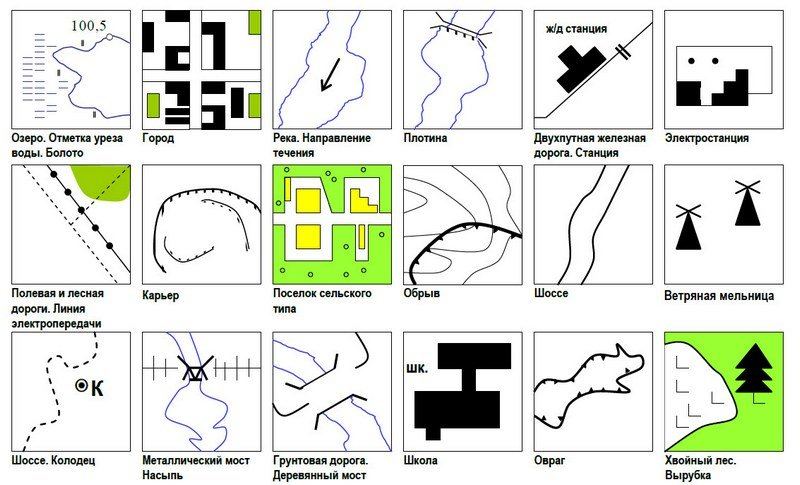 100,5
ж/д станция
Озеро. Отметка уреза
воды. Болото
Город
Река. Направление
течения
Плотина
Двухпутная железная
дорога. Станция
Электростанция
Полевая и лесная
дороги. Линия
электропередачи
Карьер
Поселок сельского
типа
Обрыв
Шоссе
Ветряная мельница
К
шк.
Шоссе. Колодец
Металлический мост
Насыпь
Грунтовая дорога.
Деревянный мост
Школа
Овраг
Хвойный лес.
Вырубка